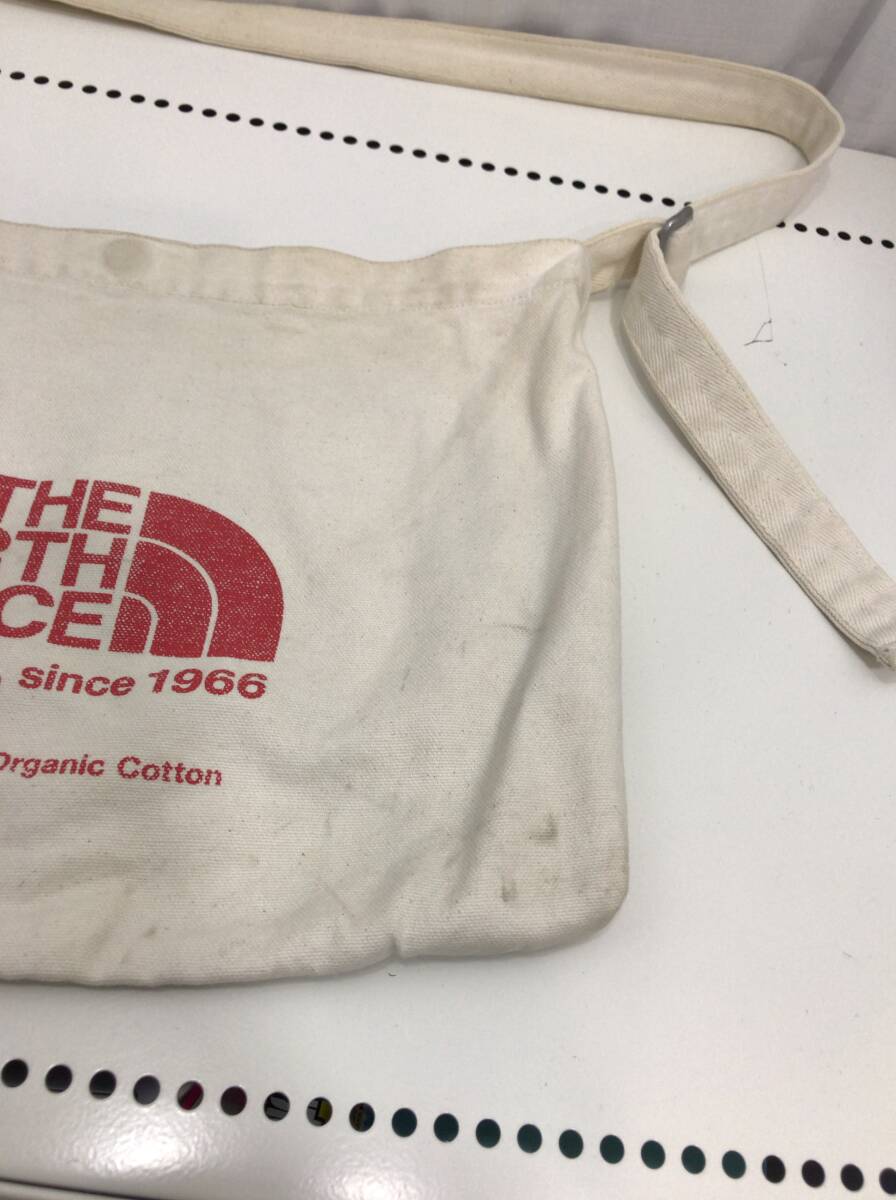 THE
RTH
CE
since 1966
Organic Cotton